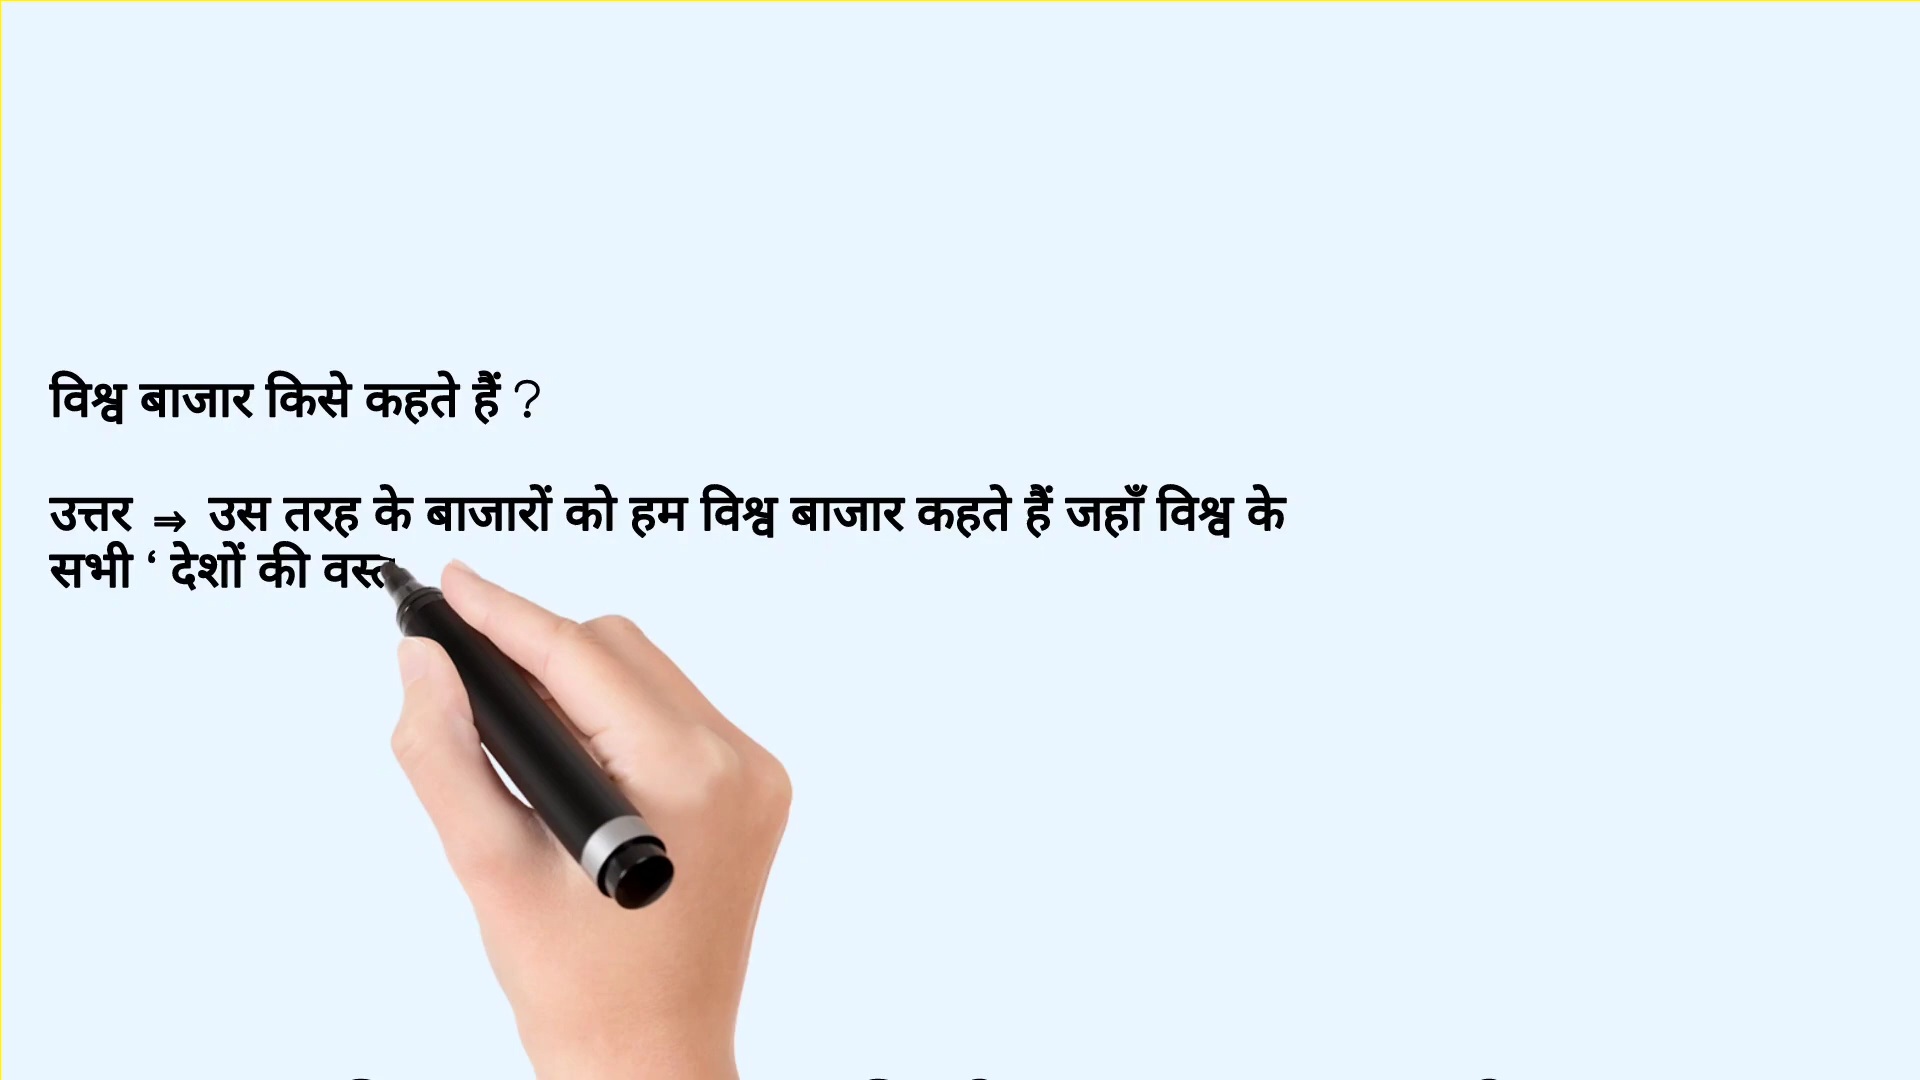 विश्व बाजार किसे कहते हैं ?
उत्तर ⇒ उस तरह के बाजारों को हम विश्व बाजार कहते हैं जहाँ विश्व के
सभी ‘ देशों की